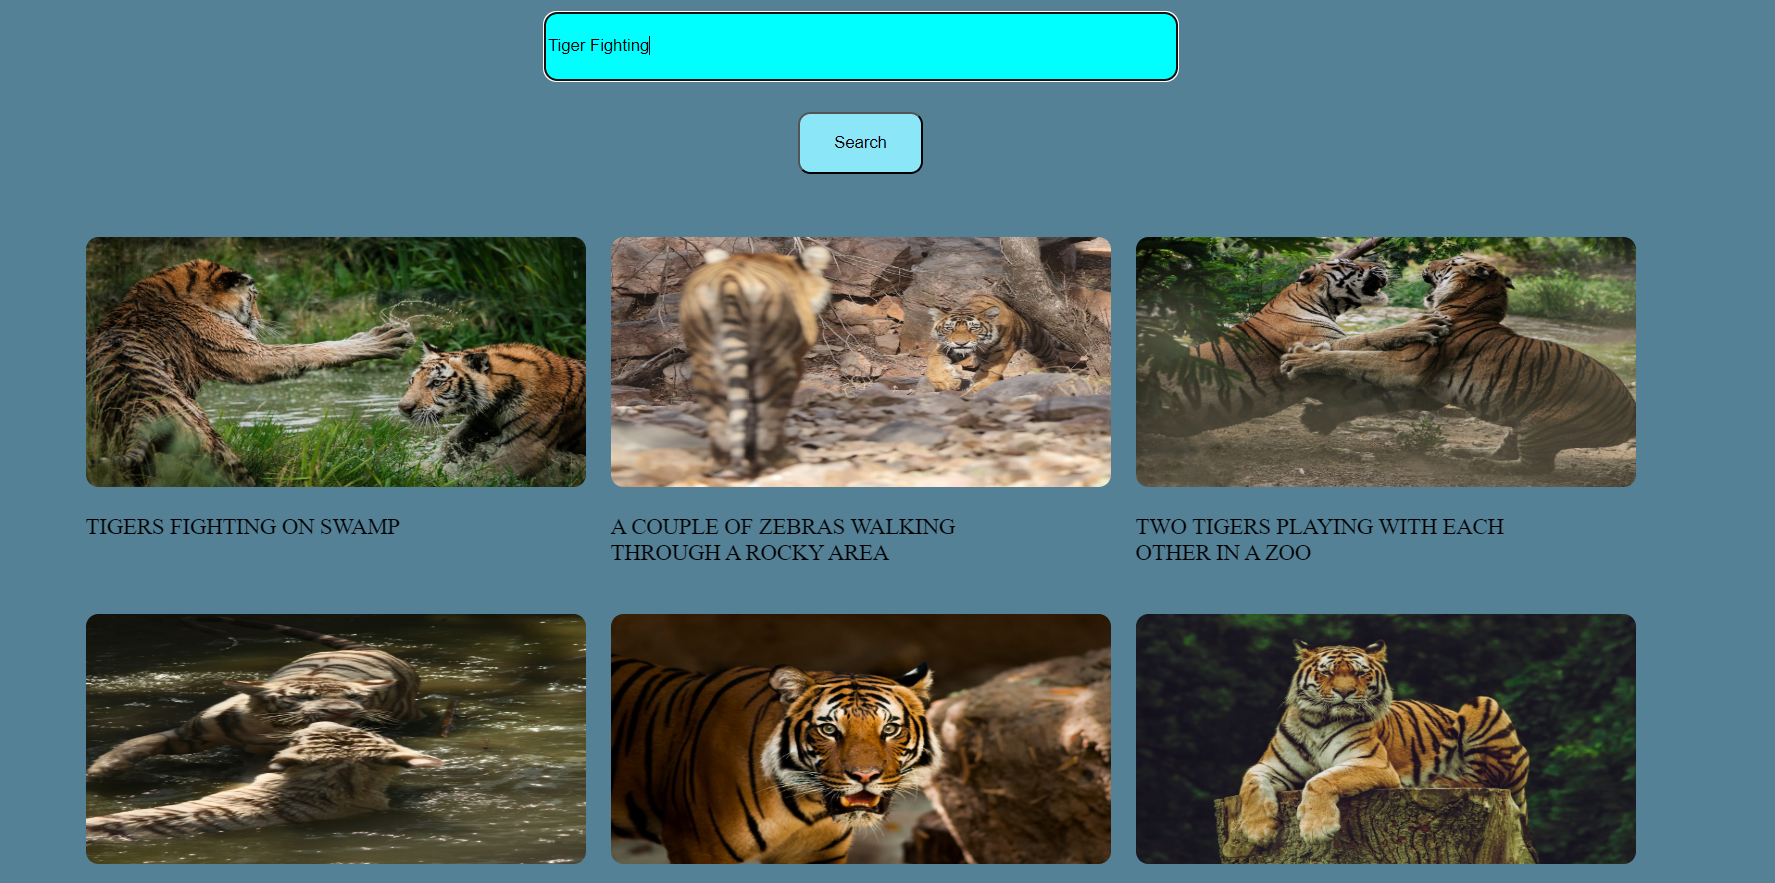 Tiger Fighting
Search
TIGERS FIGHTING ON SWAMP
A COUPLE OF ZEBRAS WALKING
THROUGH A ROCKY AREA
TWO TIGERS PLAYING WITH EACH
OTHER IN A ZOO